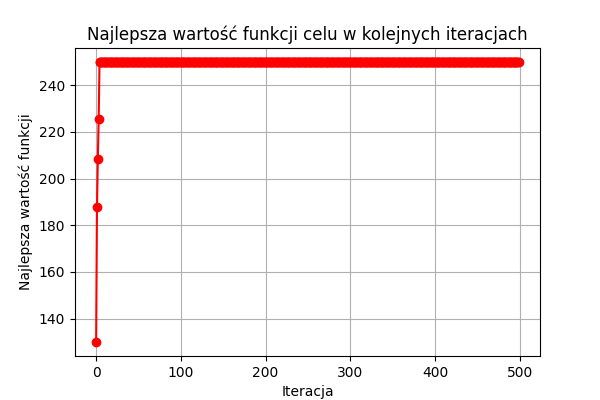 Najlepsza wartość funkcji celu w kolejnych iteracjach
Najlepsza wartość funkcji
240
220
200
180
160
140
0 100 200 300 400 500
Iteracja